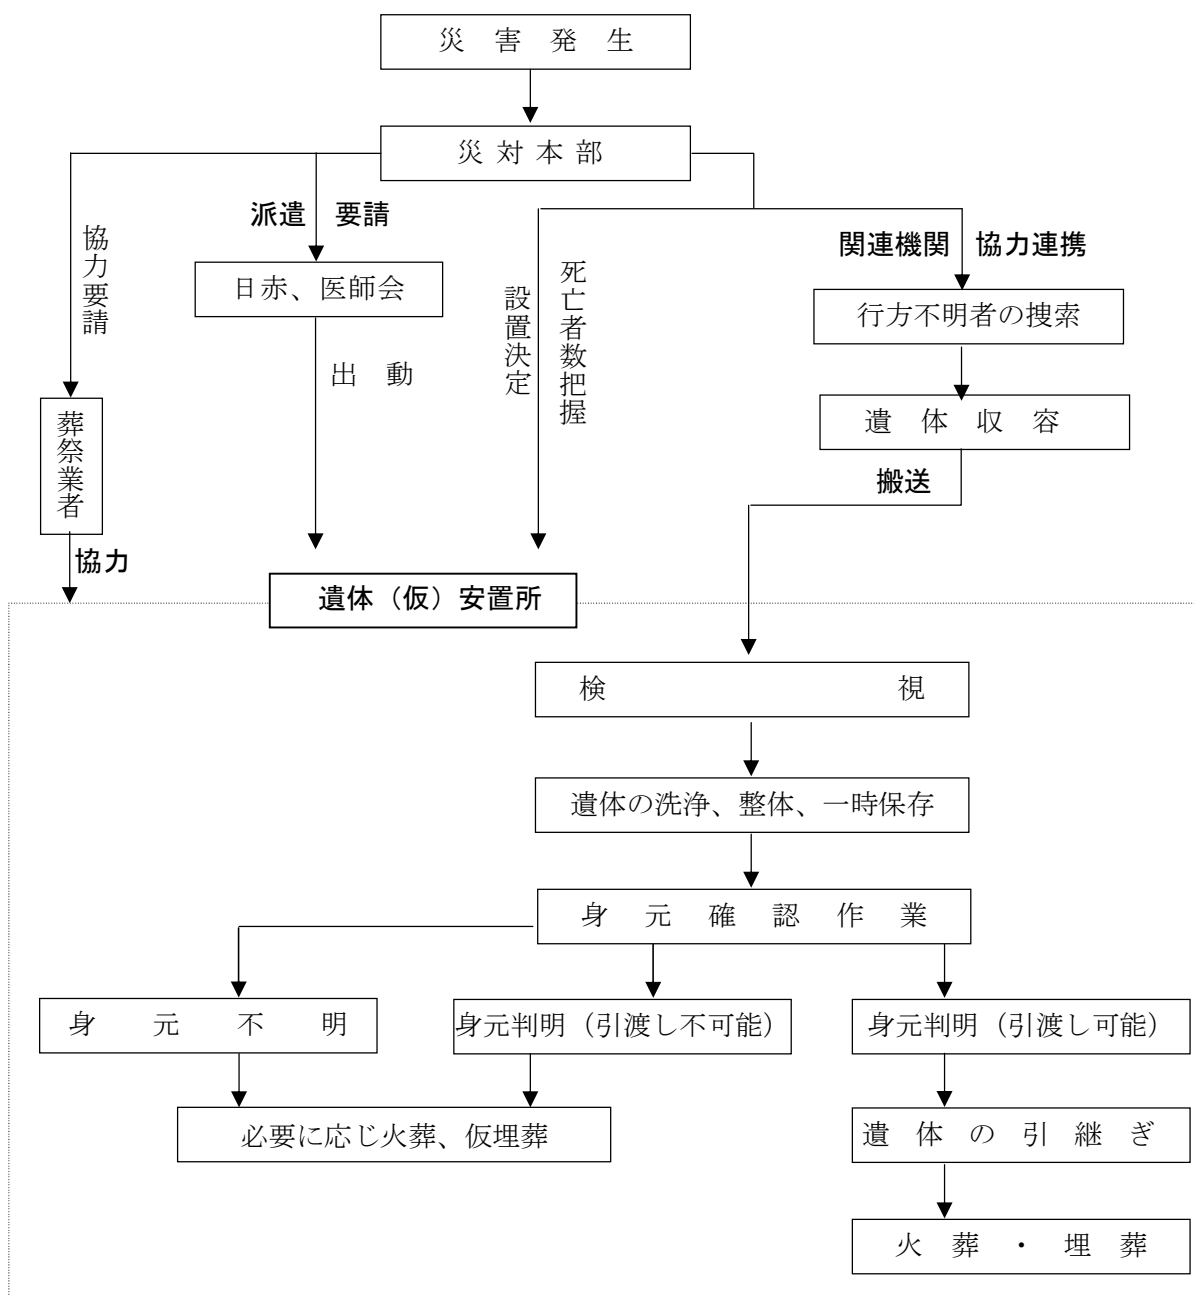 災害発生
災対本部
派遣 要請
協力要請
日赤、医師会
出動
設置決定
死亡者数把握
関連機関 協力連携
行方不明者の捜索
遺体収容
搬送
葬祭業者
協力
遺体（仮）安置所
検視
遺体の洗浄、整体、一時保存
身元確認作業
身元不明
身元判明（引渡し不可能）
身元判明（引渡し可能）
必要に応じ火葬、仮埋葬
遺体の引継ぎ
火葬・埋葬